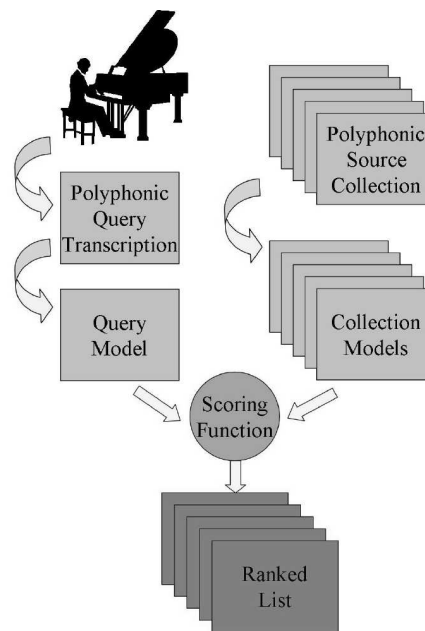 Polyphonic
Query
Transcription
Query
Model
Polyphonic
Source
Collection
Collection
Models
Scoring
Function
Ranked
List